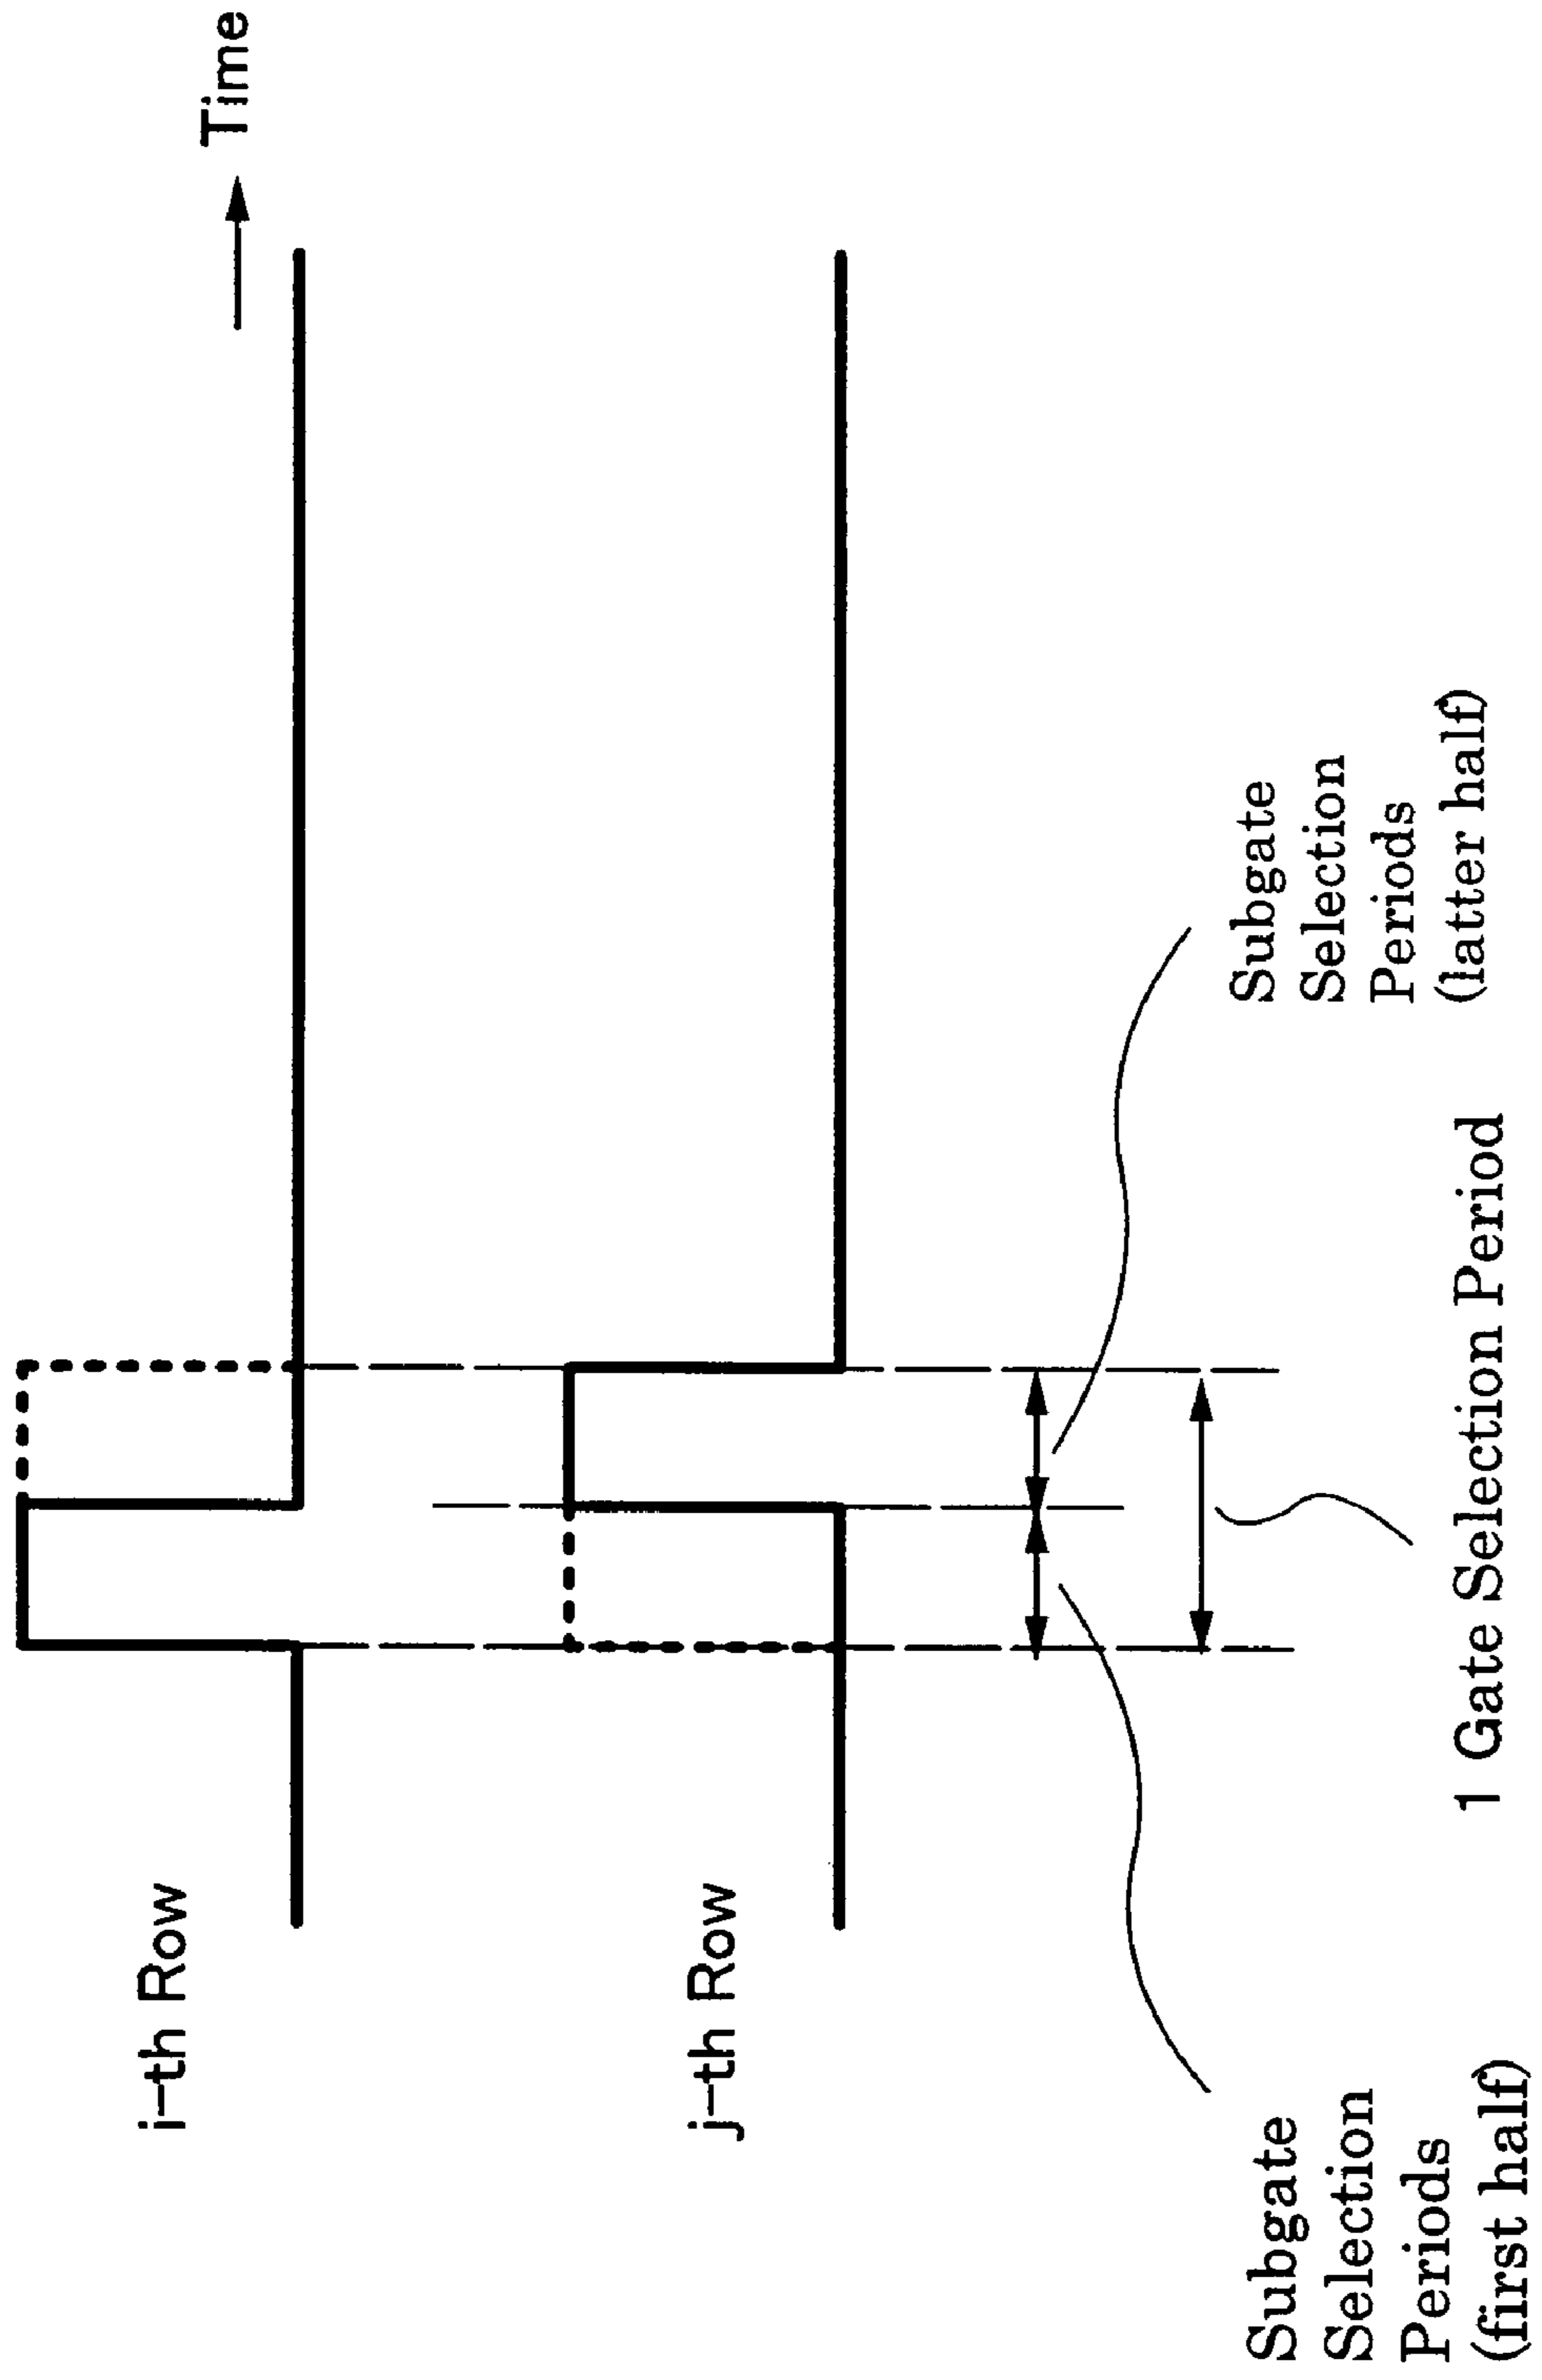 Time
i-th Row
j-th Row
Subgate
Selection
Periods
(latter half)
1 Gate Selection Period
Subgate
Selection
Periods
(first half)